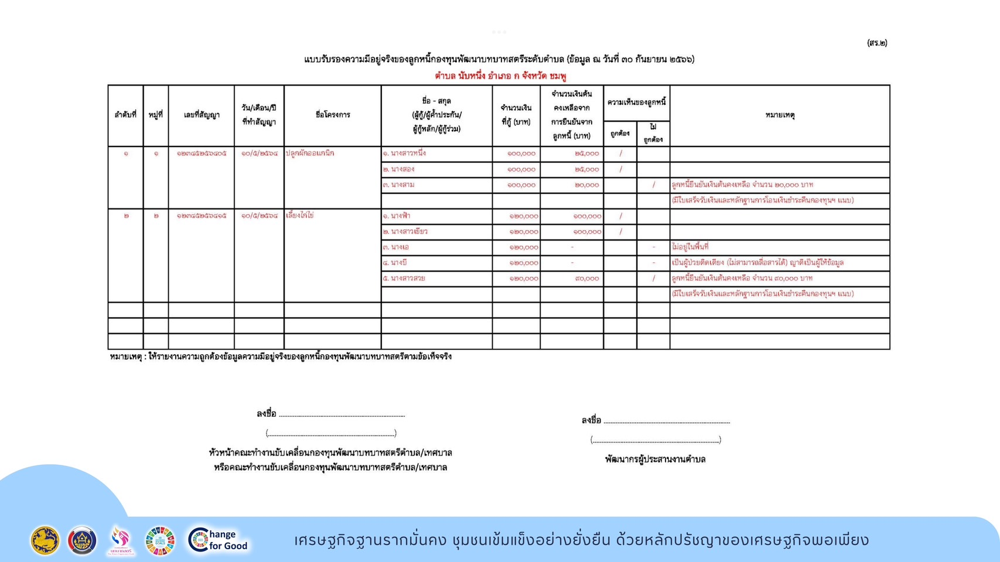 (สร.๒)
แบบรับรองความมีอยู่จริงของลูกหนี้กองทุนพัฒนาบทบาทสตรีระดับตำบล (ข้อมูล ณ วันที่ ๓๐ กันยายน ๒๕๖๖)
ตำบล นับหนึ่ง อำเภอ ก จังหวัด ชมพู
ลำดับที่ หมู่ที่ เลขที่สัญญา วัน/เดือน/ปี ที่ทำสัญญา ชื่อโครงการ ชื่อ - สกุล (ผู้กู้/ผู้ค้ำประกัน/ ผู้กู้หลัก/ผู้กู้ร่วม) จำนวนเงิน ที่กู้ (บาท) จำนวนเงินต้น คงเหลือจาก การยืนยันจาก ลูกหนี้ (บาท) ความเห็นของลูกหนี้ หมายเหตุ
ถูกต้อง ไม่ ถูกต้อง
๑ ๑ ๑๒๓๔๕๒๕๖๔๐๕ ๑๐/๕/๒๕๖๔ ปลูกผักออแกนิก ๑. นางสาวหนึ่ง ๑๐๐,๐๐๐ ๒๕,๐๐๐ /
๒. นางสอง ๑๐๐,๐๐๐ ๒๕,๐๐๐ /
๓. นางสาม ๑๐๐,๐๐๐ ๒๐,๐๐๐ / ลูกหนี้ยืนยันเงินต้นคงเหลือ จำนวน ๒๐,๐๐๐ บาท
(มีใบเสร็จรับเงินและหลักฐานการโอนเงินชำระคืนกองทุนฯ แนบ)
๒ ๒ ๑๒๓๔๕๒๕๖๔๑๕ ๑๐/๕/๒๕๖๔ เลี้ยงไก่ไข่ ๑. นางฟ้า ๑๒๐,๐๐๐ ๑๐๐,๐๐๐ /
๒. นางสาวเขียว ๑๒๐,๐๐๐ ๑๐๐,๐๐๐ /
๓. นางเอ ๑๒๐,๐๐๐ - - ไม่อยู่ในพื้นที่
๔. นางบี ๑๒๐,๐๐๐ - - เป็นผู้ป่วยติดเตียง (ไม่สามารถสื่อสารได้) ญาติเป็นผู้ให้ข้อมูล
๕. นางสาวสวย ๑๒๐,๐๐๐ ๙๐,๐๐๐ / ลูกหนี้ยืนยันเงินต้นคงเหลือ จำนวน ๙๐,๐๐๐ บาท
(มีใบเสร็จรับเงินและหลักฐานการโอนเงินชำระคืนกองทุนฯ แนบ)
หมายเหตุ : ให้รายงานความถูกต้องข้อมูลความมีอยู่จริงของลูกหนี้กองทุนพัฒนาบทบาทสตรีตามข้อเท็จจริง
ลงชื่อ ........................................................................
(........................................................................)
หัวหน้าคณะทำงานขับเคลื่อนกองทุนพัฒนาบทบาทสตรีตำบล/เทศบาล
หรือคณะทำงานขับเคลื่อนกองทุนพัฒนาบทบาทสตรีตำบล/เทศบาล
ลงชื่อ ........................................................................
(........................................................................)
พัฒนากรผู้ประสานงานตำบล
Change
for Good
เศรษฐกิจฐานรากมั่นคง ชุมชนเข้มแข็งอย่างยั่งยืน ด้วยหลักปรัชญาของเศรษฐกิจพอเพียง